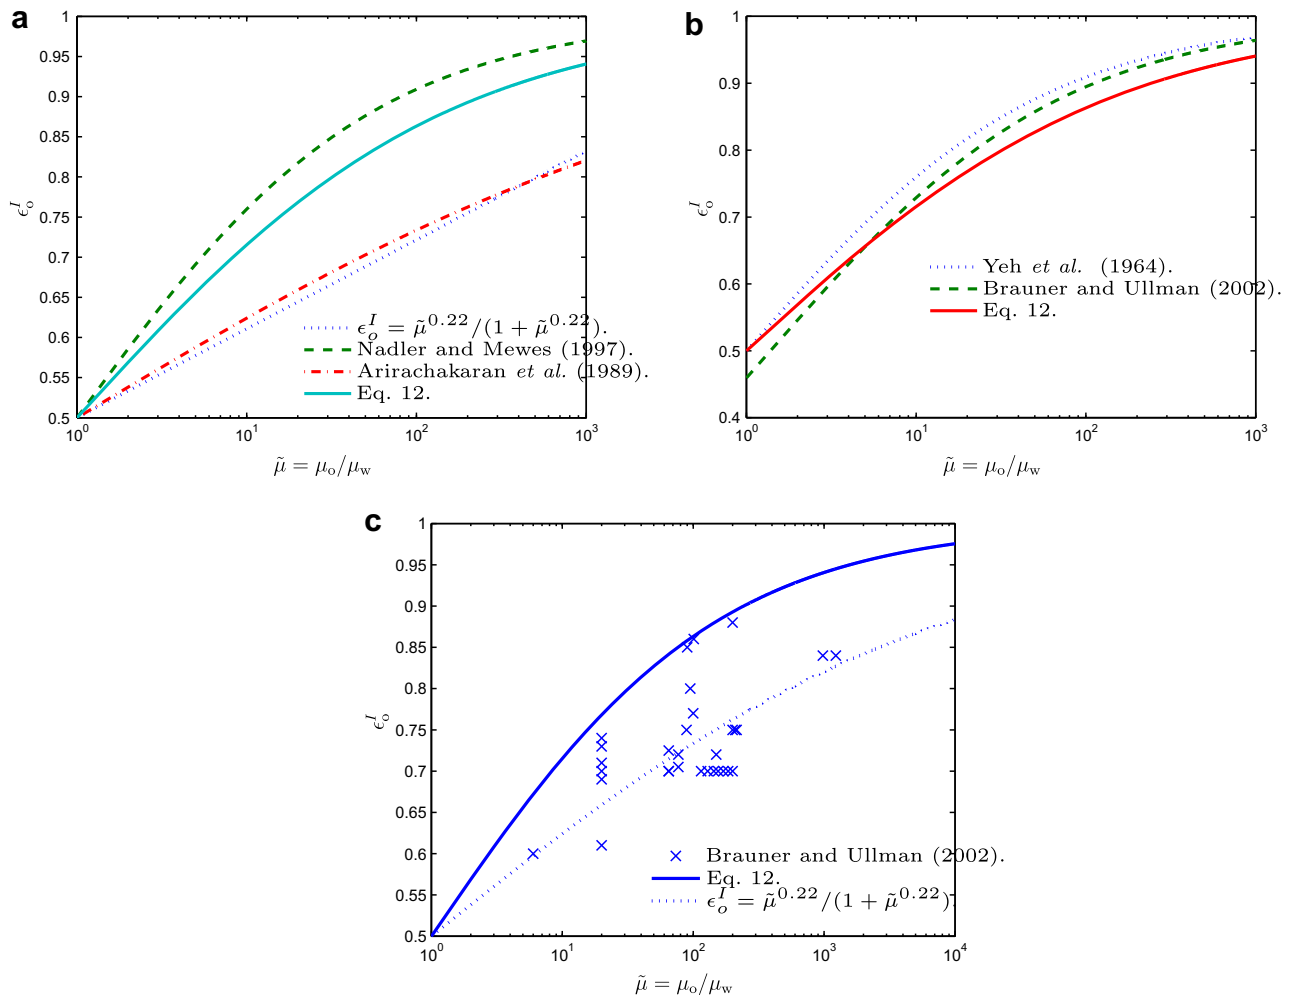 a
1
0.95
0.9
0.85
0.8
0.75
0.7
0.65
0.6
0.55
0.5
ϵ_o^I
10^0
10^1
10^2
10^3
μ̃ = μ_o/μ_w
ϵ_o^I = μ̃^0.22/(1 + μ̃^0.22).
Nadler and Mewes (1997).
Arirachakaran et al. (1989).
Eq. 12.
b
1
0.9
0.8
0.7
0.6
0.5
0.4
ϵ_o^I
10^0
10^1
10^2
10^3
μ̃ = μ_o/μ_w
Yeh et al. (1964).
Brauner and Ullman (2002).
Eq. 12.
c
1
0.95
0.9
0.85
0.8
0.75
0.7
0.65
0.6
0.55
0.5
ϵ_o^I
10^0
10^1
10^2
10^3
10^4
μ̃ = μ_o/μ_w
Brauner and Ullman (2002).
Eq. 12.
ϵ_o^I = μ̃^0.22/(1 + μ̃^0.22).